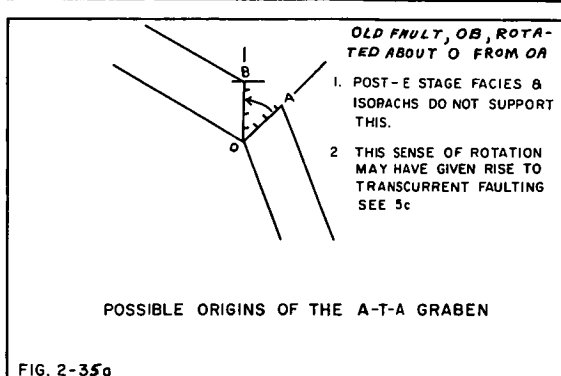 OLD FAULT, OB, ROTA-
TED ABOUT O FROM OA
B
A
O
1. POST-E STAGE FACIES &
ISOPACHS DO NOT SUPPORT
THIS.
2 THIS SENSE OF ROTATION
MAY HAVE GIVEN RISE TO
TRANSCURRENT FAULTING
SEE 5c
POSSIBLE ORIGINS OF THE A-T-A GRABEN
FIG. 2-35a